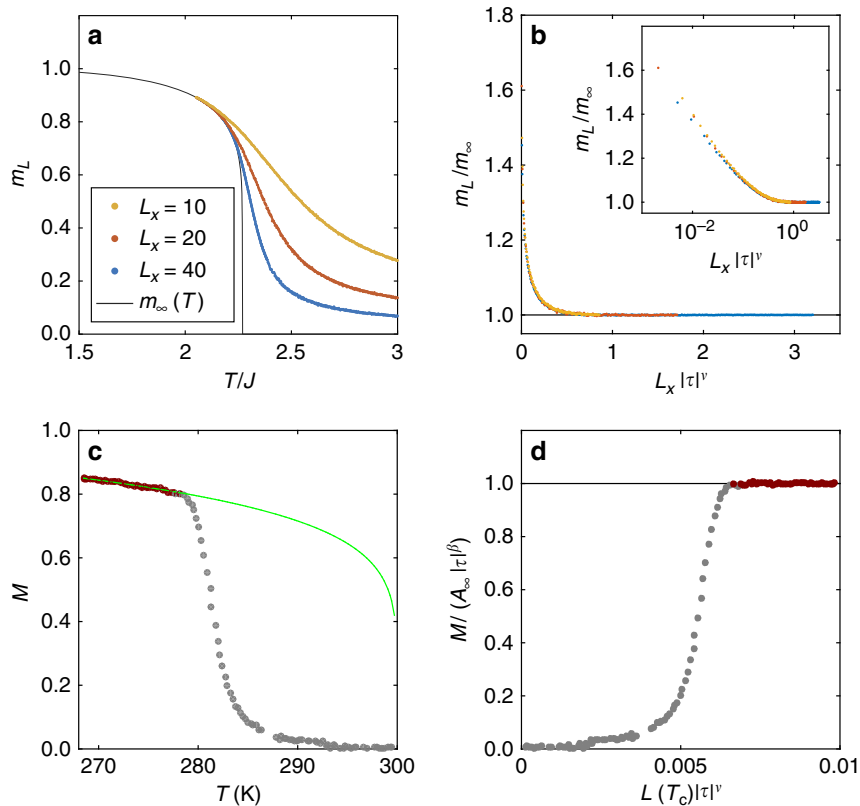 a
1.0
0.8
0.6
0.4
0.2
0.0
m_L
L_x = 10
L_x = 20
L_x = 40
m_∞ (T)
1.5 2 2.5 3
T/J
b
1.8
1.6
1.4
1.2
1.0
m_L/m_∞
0 1 2 3
L_x |τ|^ν
1.6
1.4
1.2
1.0
m_L/m_∞
10^−2 10^0
L_x |τ|^ν
c
1.0
0.8
0.6
0.4
0.2
0.0
M
270 280 290 300
T (K)
d
1.0
0.8
0.6
0.4
0.2
0
M / (A_∞ |τ|^β)
0 0.005 0.01
L (T_c)|τ|^ν